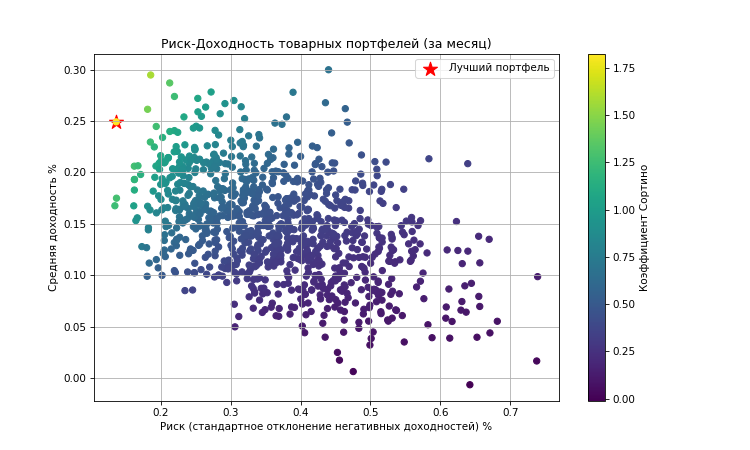 Риск-Доходность товарных портфелей (за месяц)
Лучший портфель
Средняя доходность %
0.30
0.25
0.20
0.15
0.10
0.05
0.00
0.2 0.3 0.4 0.5 0.6 0.7
Риск (стандартное отклонение негативных доходностей) %
1.75
1.50
1.25
1.00
0.75
0.50
0.25
0.00
Коэффициент Сортино